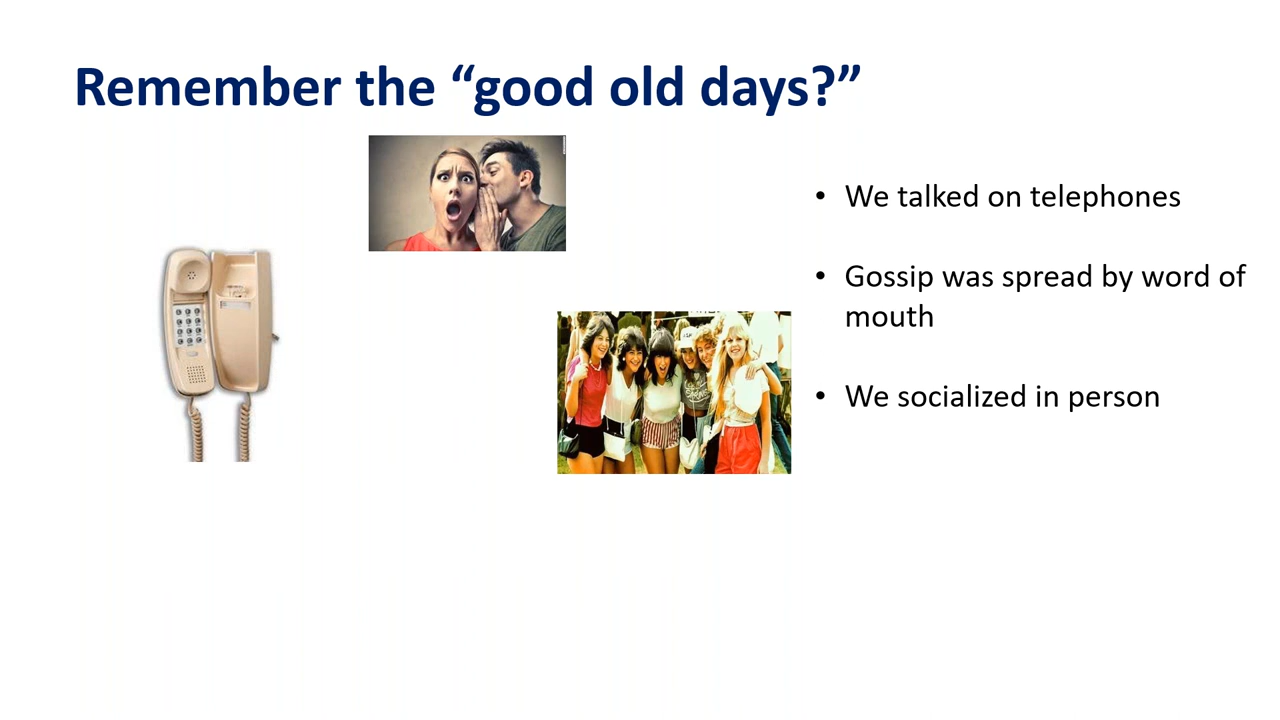 Remember the “good old days?”
• We talked on telephones
• Gossip was spread by word of
mouth
• We socialized in person